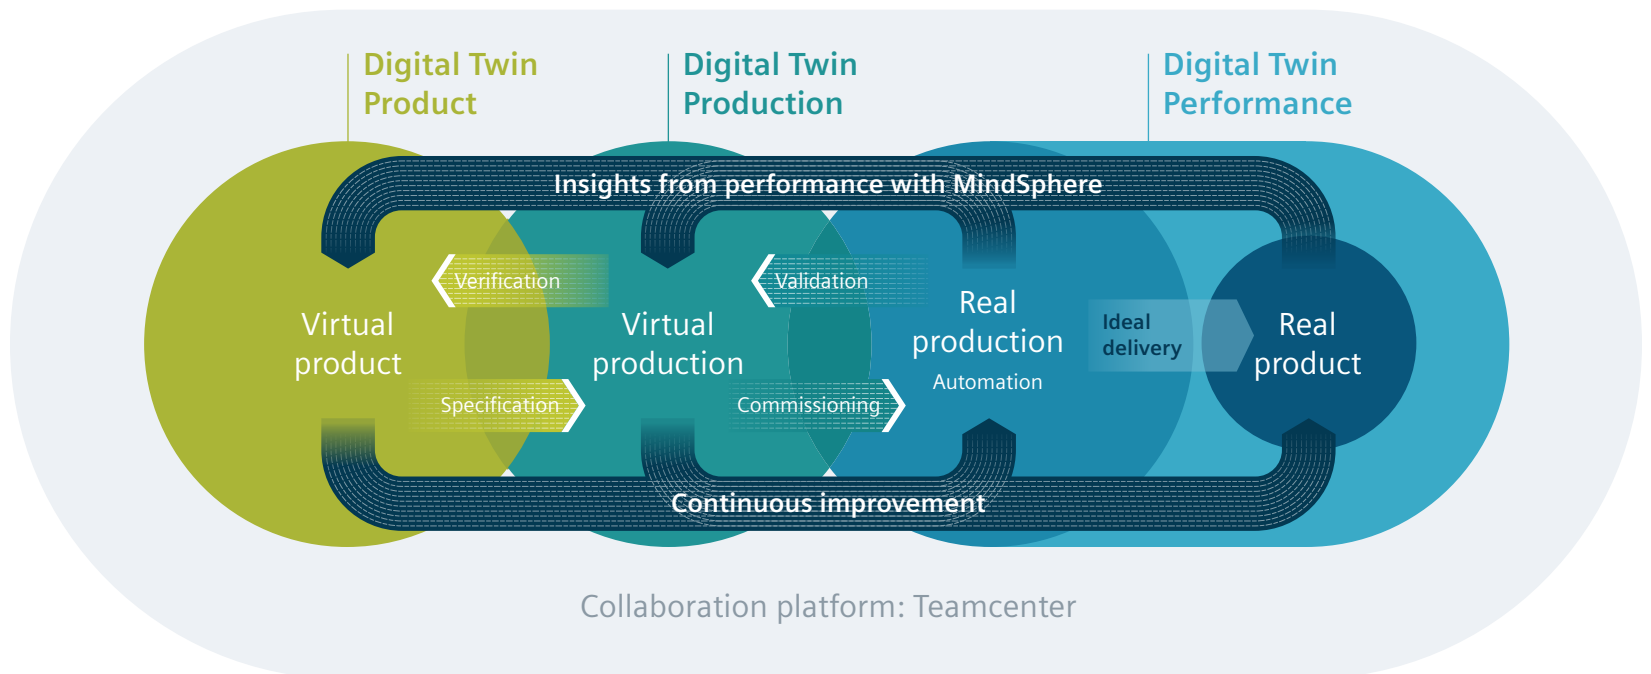 Digital Twin
Product
Digital Twin
Production
Digital Twin
Performance
Insights from performance with MindSphere
Verification
Validation
Virtual
product
Virtual
production
Real
production
Automation
Ideal
delivery
Real
product
Specification
Commissioning
Continuous improvement
Collaboration platform: Teamcenter